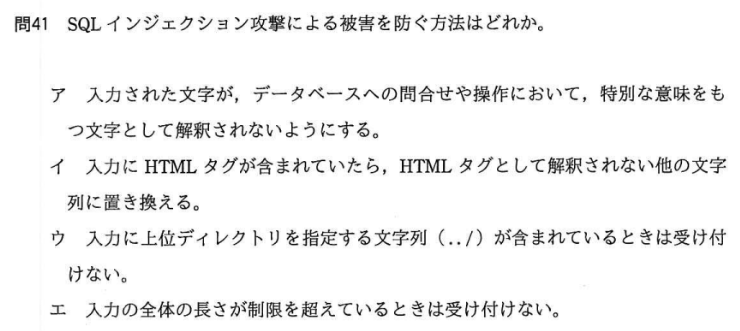 問41 SQL インジェクション攻撃による被害を防ぐ方法はどれか。
ア 入力された文字が，データベースへの問合せや操作において，特別な意味をも
つ文字として解釈されないようにする。
イ 入力に HTML タグが含まれていたら，HTML タグとして解釈されない他の文字
列に置き換える。
ウ 入力に上位ディレクトリを指定する文字列（../）が含まれているときは受け付
けない。
エ 入力の全体の長さが制限を超えているときは受け付けない。